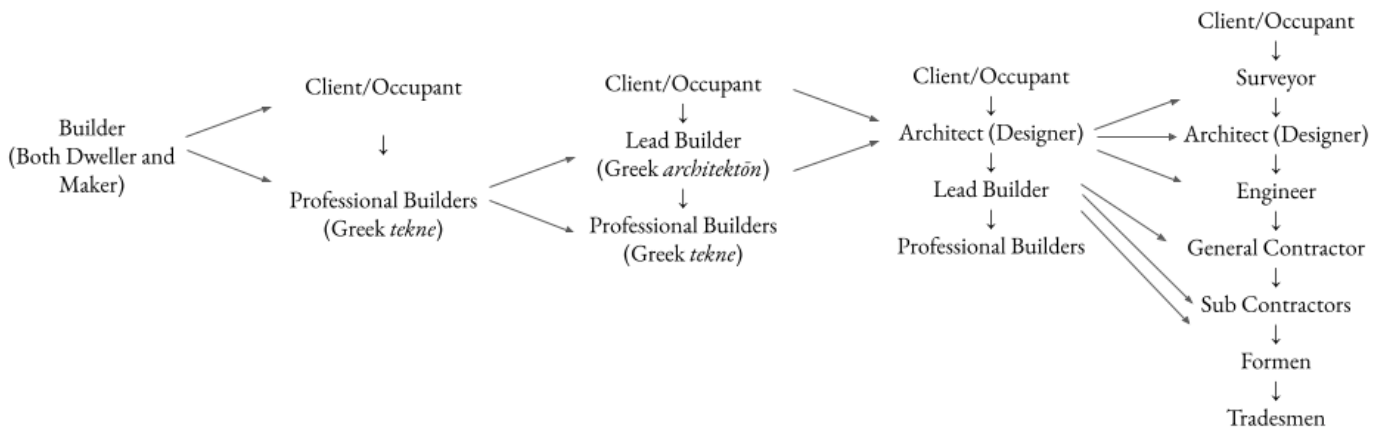 Builder
(Both Dweller and
Maker)
Client/Occupant
↓
Professional Builders
(Greek tekne)
Client/Occupant
↓
Lead Builder
(Greek architektōn)
↓
Professional Builders
(Greek tekne)
Client/Occupant
↓
Architect (Designer)
↓
Lead Builder
↓
Professional Builders
Client/Occupant
↓
Surveyor
↓
Architect (Designer)
↓
Engineer
↓
General Contractor
↓
Sub Contractors
↓
Formen
↓
Tradesmen